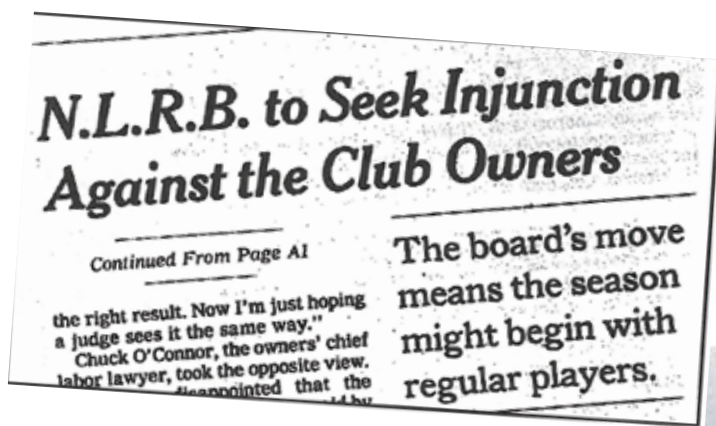 N.L.R.B. to Seek Injunction
Against the Club Owners
Continued From Page A1
the right result. Now I'm just hoping
a judge sees it the same way."
Chuck O'Connor, the owners' chief
labor lawyer, took the opposite view.
disappointed that the
The board's move
means the season
might begin with
regular players.